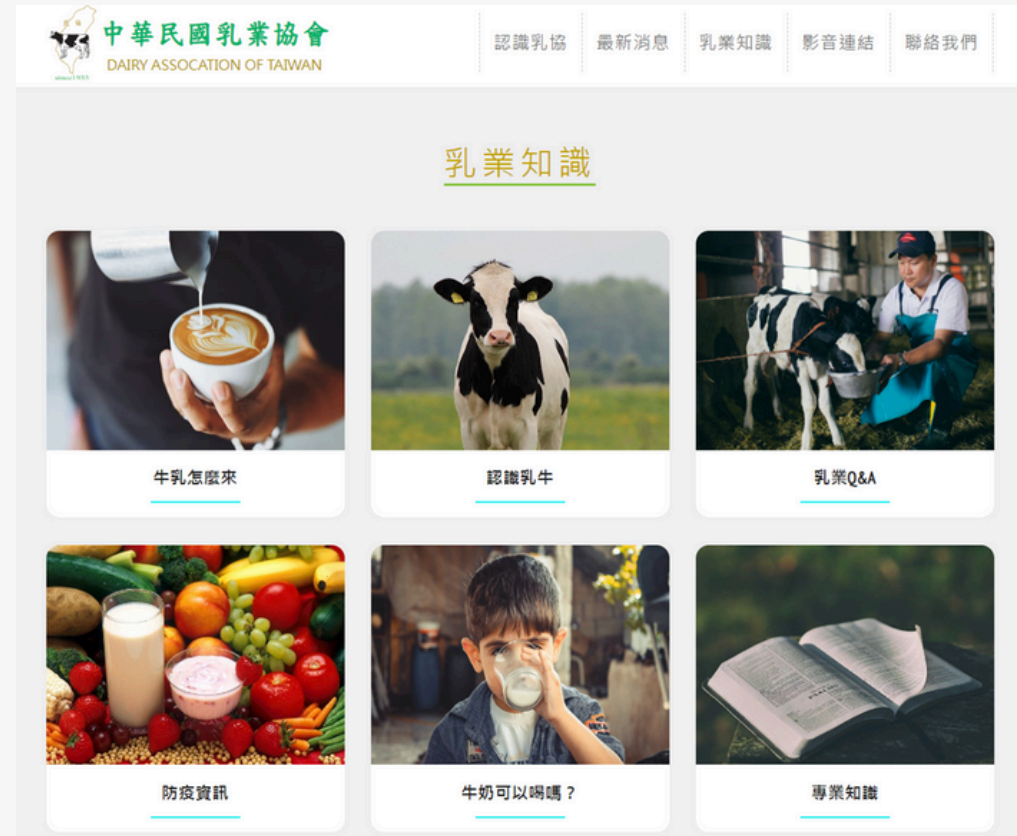 中華民國乳業協會
DAIRY ASSOCATION OF TAIWAN
認識乳協
最新消息
乳業知識
影音連結
聯絡我們
乳業知識
牛乳怎麼來
認識乳牛
乳業Q&A
防疫資訊
牛奶可以喝嗎？
專業知識